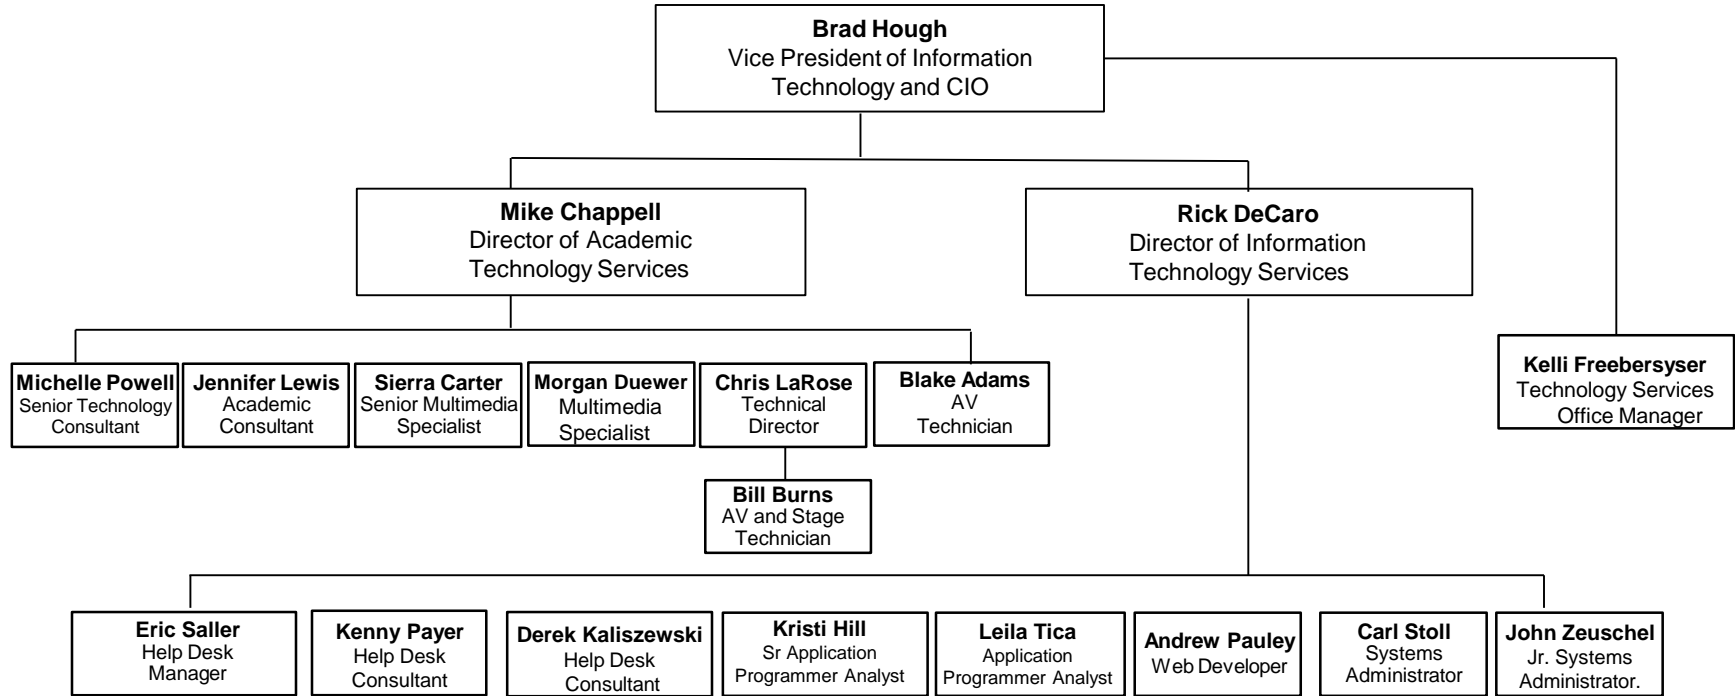 Brad Hough
Vice President of Information
Technology and CIO
Mike Chappell
Director of Academic
Technology Services
Rick DeCaro
Director of Information
Technology Services
Kelli Freebersyser
Technology Services
Office Manager
Michelle Powell
Senior Technology
Consultant
Jennifer Lewis
Academic
Consultant
Sierra Carter
Senior Multimedia
Specialist
Morgan Duewer
Multimedia
Specialist
Chris LaRose
Technical
Director
Blake Adams
AV
Technician
Bill Burns
AV and Stage
Technician
Eric Saller
Help Desk
Manager
Kenny Payer
Help Desk
Consultant
Derek Kaliszewski
Help Desk
Consultant
Kristi Hill
Sr Application
Programmer Analyst
Leila Tica
Application
Programmer Analyst
Andrew Pauley
Web Developer
Carl Stoll
Systems
Administrator
John Zeuschel
Jr. Systems
Administrator.